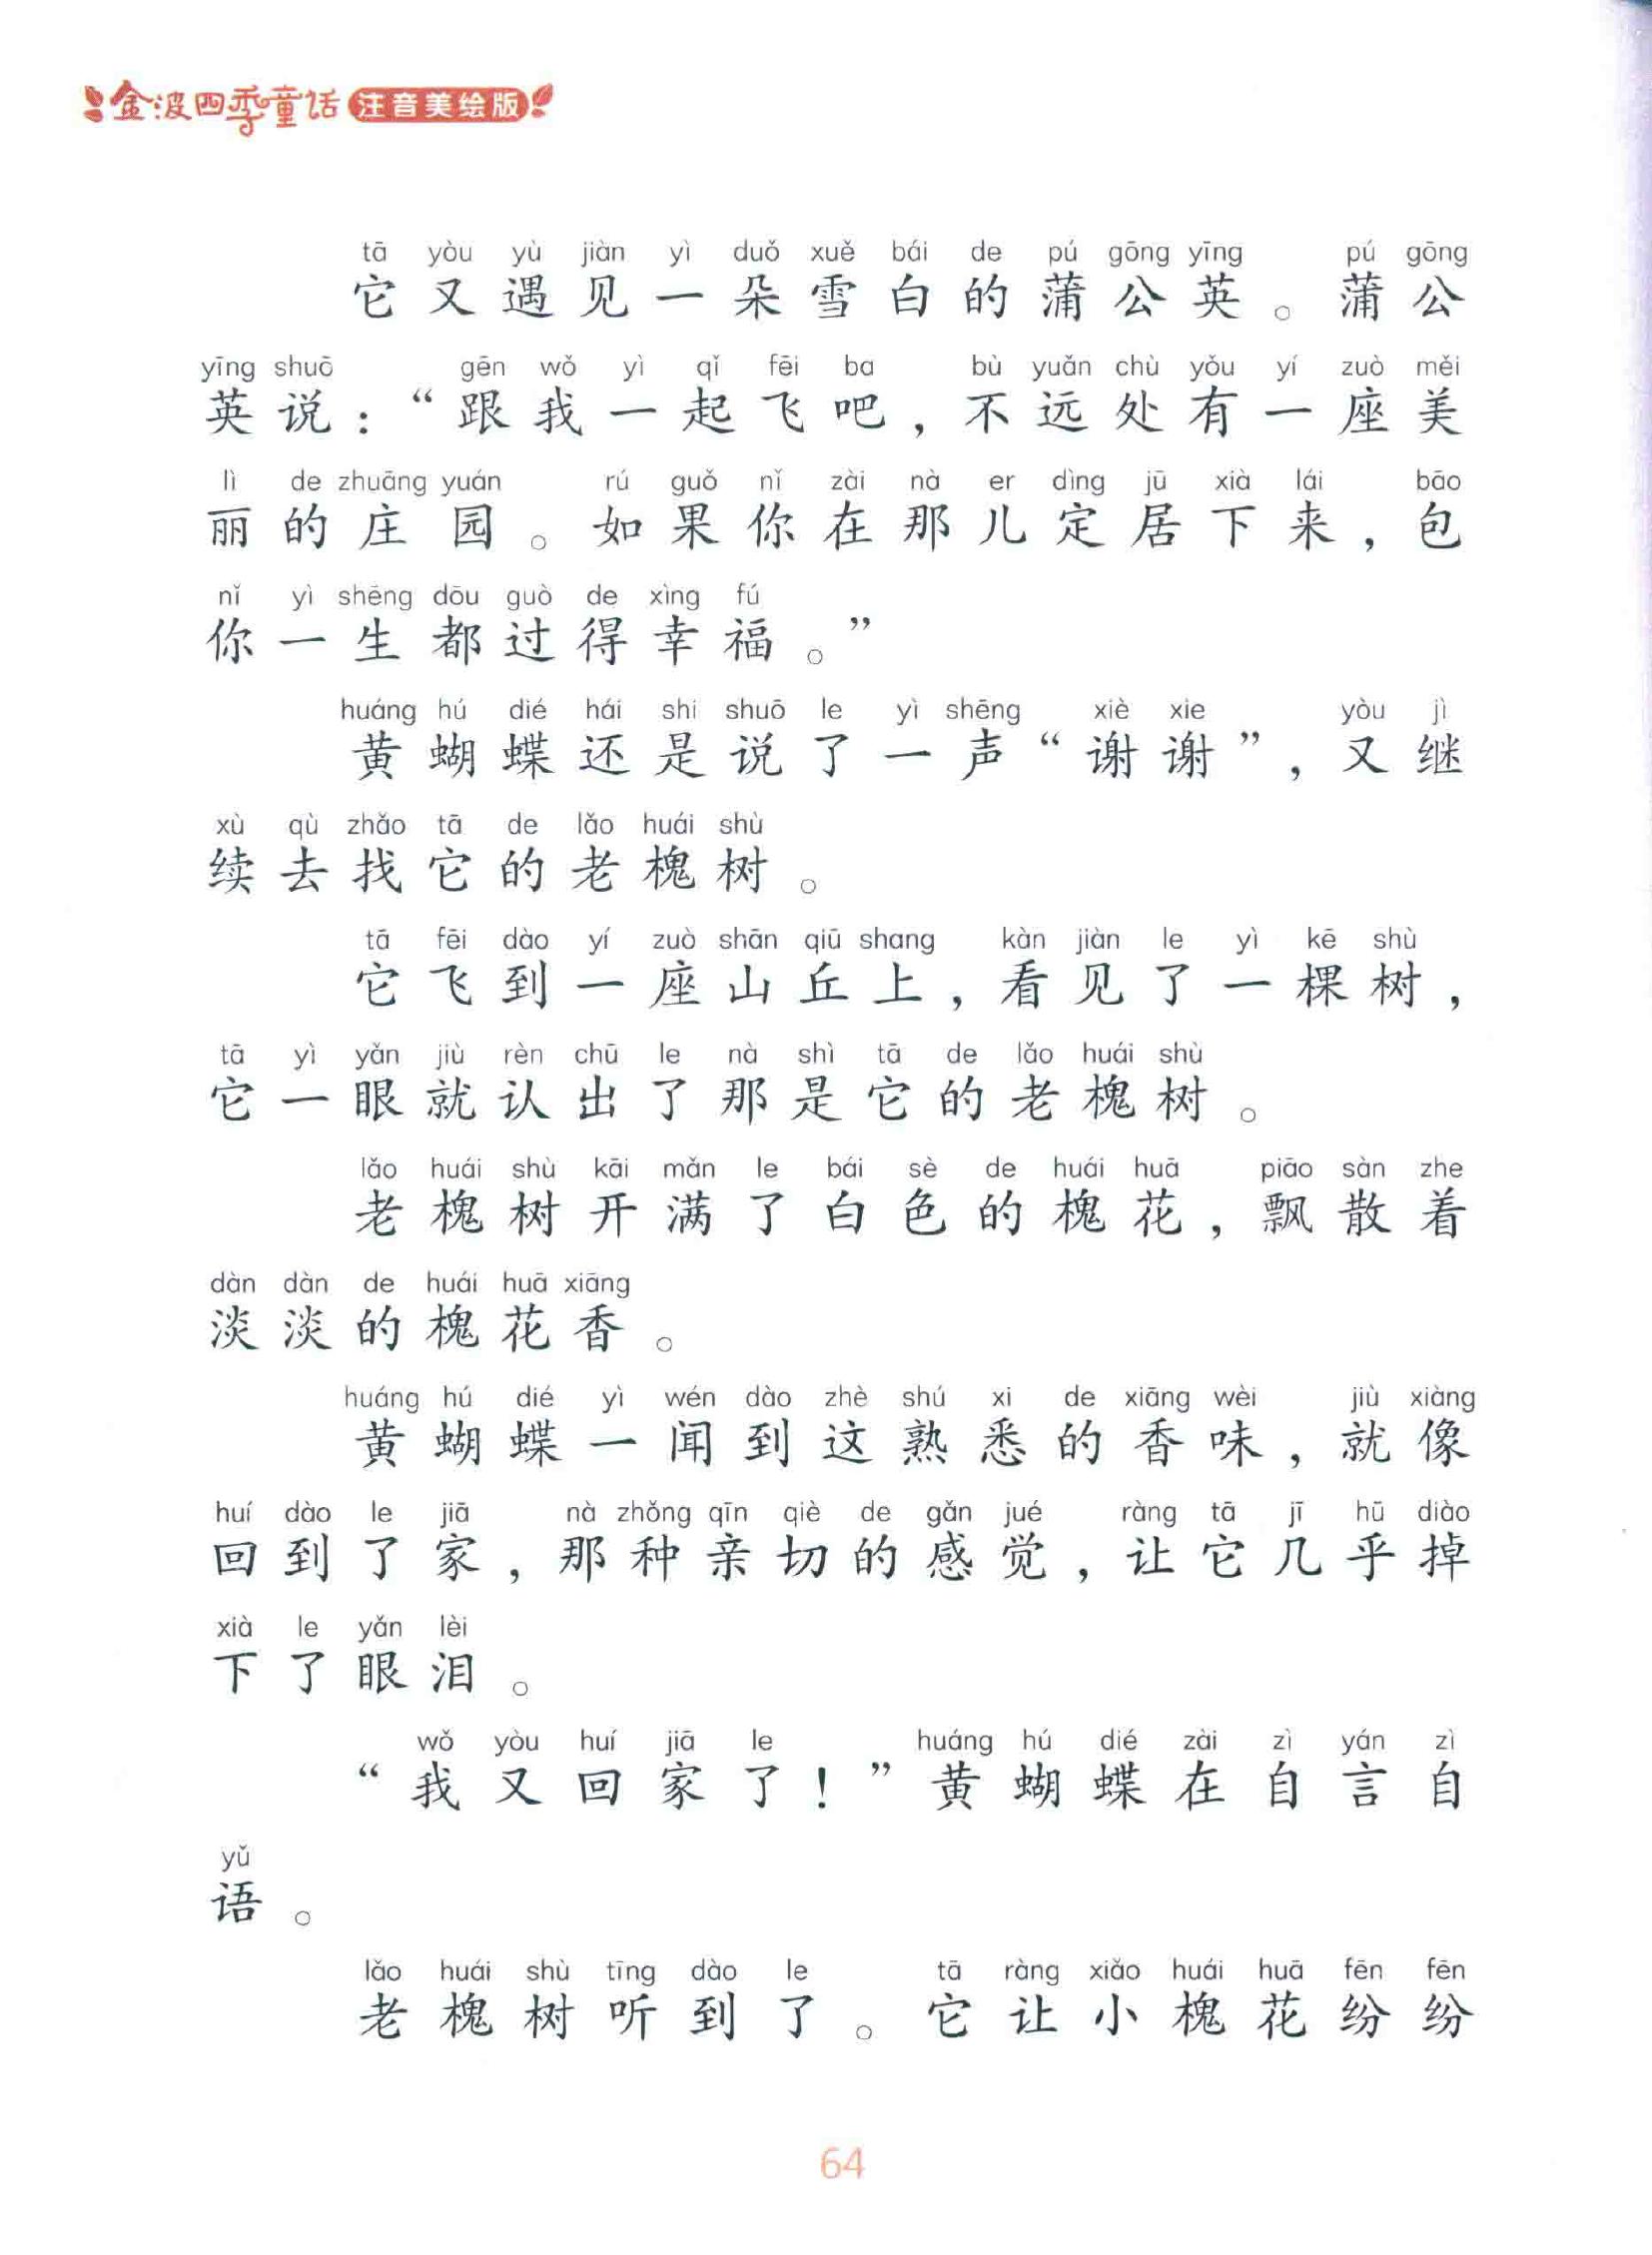 金波四季童话 注音美绘版
tā yòu yù jiàn yì duǒ xuě bái de pú gōng yīng pú gōng
它又遇见一朵雪白的蒲公英。蒲公
yīng shuō gēn wǒ yì qǐ fēi ba bù yuǎn chù yǒu yí zuò měi
英说：“跟我一起飞吧，不远处有一座美
lì de zhuāng yuán rú guǒ nǐ zài nà er dìng jū xià lái bāo
丽的庄园。如果你在那儿定居下来，包
nǐ yì shēng dōu guò de xìng fú
你一生都过得幸福。”
huáng hú dié hái shi shuō le yì shēng xiè xie yòu jì
黄蝴蝶还是说了一声“谢谢”，又继
xù qù zhǎo tā de lǎo huái shù
续去找它的老槐树。
tā fēi dào yí zuò shān qiū shang kàn jiàn le yì kē shù
它飞到一座山丘上，看见了一棵树，
tā yì yǎn jiù rèn chū le nà shì tā de lǎo huái shù
它一眼就认出了那是它的老槐树。
lǎo huái shù kāi mǎn le bái sè de huái huā piāo sàn zhe
老槐树开满了白色的槐花，飘散着
dàn dàn de huái huā xiāng
淡淡的槐花香。
huáng hú dié yì wén dào zhè shú xi de xiāng wèi jiù xiàng
黄蝴蝶一闻到这熟悉的香味，就像
huí dào le jiā nà zhǒng qīn qiè de gǎn jué ràng tā jī hū diào
回到了家，那种亲切的感觉，让它几乎掉
xià le yǎn lèi
下了眼泪。
wǒ yòu huí jiā le huáng hú dié zài zì yán zì
“我又回家了！”黄蝴蝶在自言自
yǔ
语。
lǎo huái shù tīng dào le tā ràng xiǎo huái huā fēn fēn
老槐树听到了。它让小槐花纷纷
64